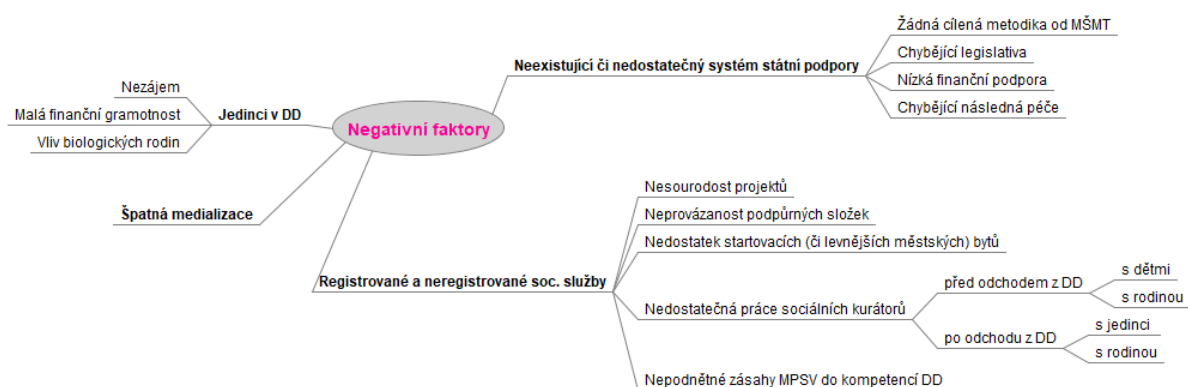 Negativní faktory
Neexistující či nedostatečný systém státní podpory
Žádná cílená metodika od MŠMT
Chybějící legislativa
Nízká finanční podpora
Chybějící následná péče
Jedinci v DD
Nezájem
Malá finanční gramotnost
Vliv biologických rodin
Špatná medializace
Registrované a neregistrované soc. služby
Nesourodost projektů
Neprovázanost podpůrných složek
Nedostatek startovacích (či levnějších městských) bytů
Nedostatečná práce sociálních kurátorů
před odchodem z DD
s dětmi
s rodinou
po odchodu z DD
s jedinci
s rodinou
Nepodnětné zásahy MPSV do kompetencí DD